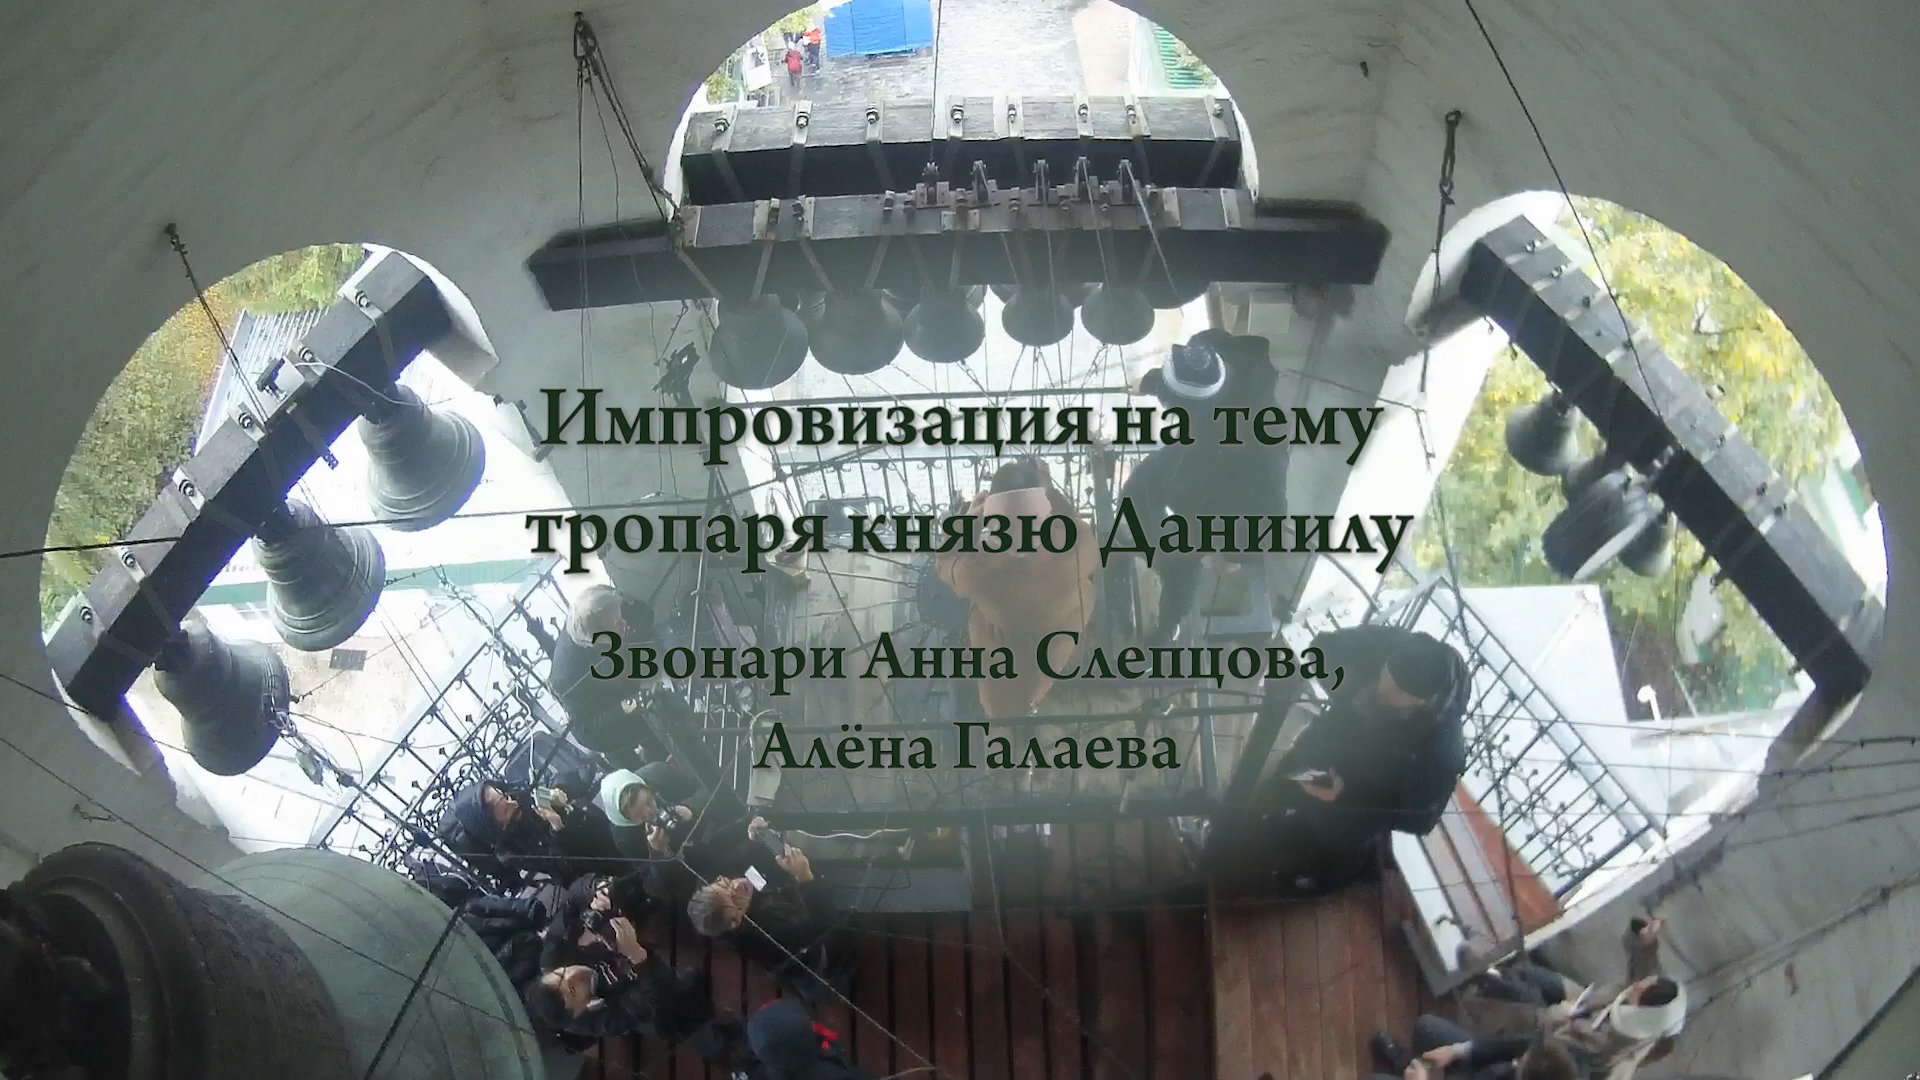 Импровизация на тему
тропаря князю Даниилу
Звонари Анна Слепцова,
Алёна Галаева